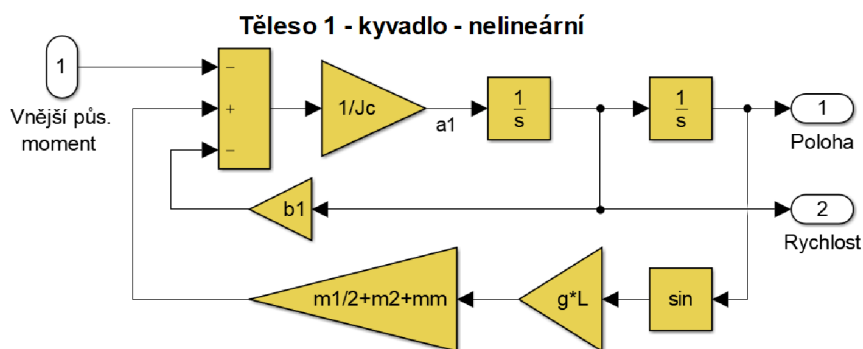 Těleso 1 - kyvadlo - nelineární
1
Vnější půs.
moment
−
+
−
1/Jc
a1
1
s
1
s
1
Poloha
b1
2
Rychlost
m1/2+m2+mm
g*L
sin